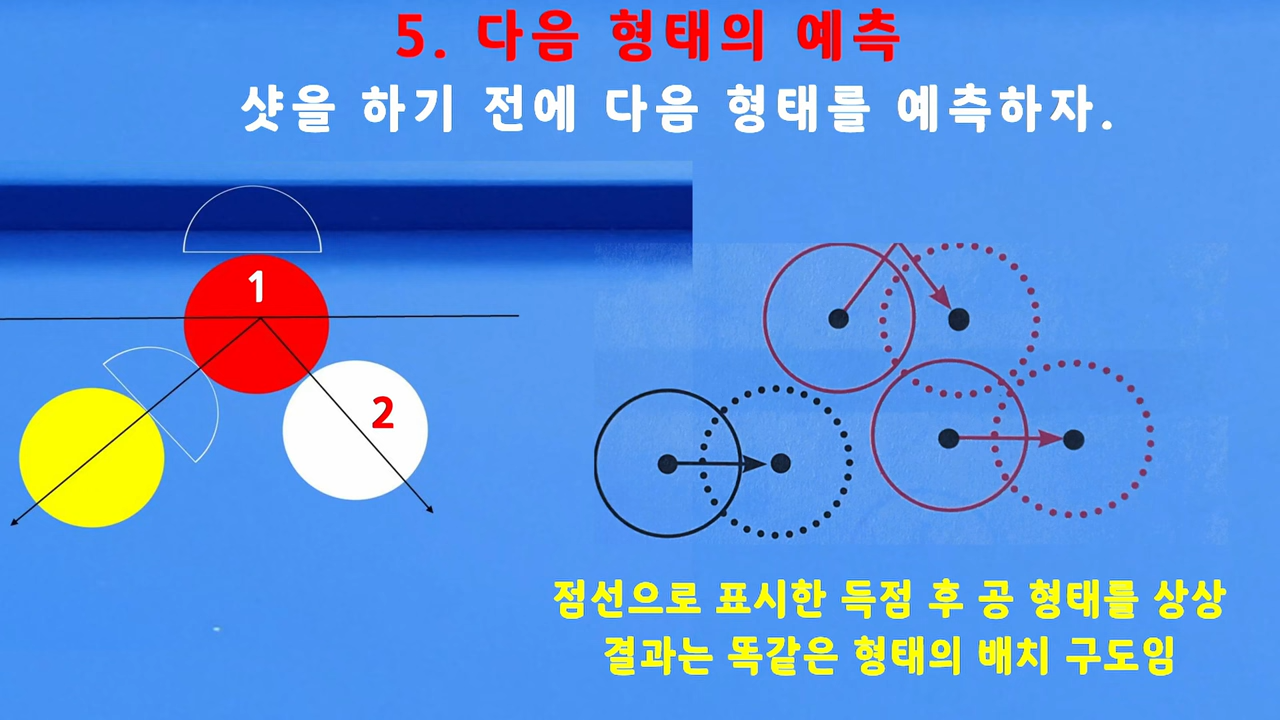 5. 다음 형태의 예측
샷을 하기 전에 다음 형태를 예측하자.
1
2
점선으로 표시한 득점 후 공 형태를 상상
결과는 똑같은 형태의 배치 구도임